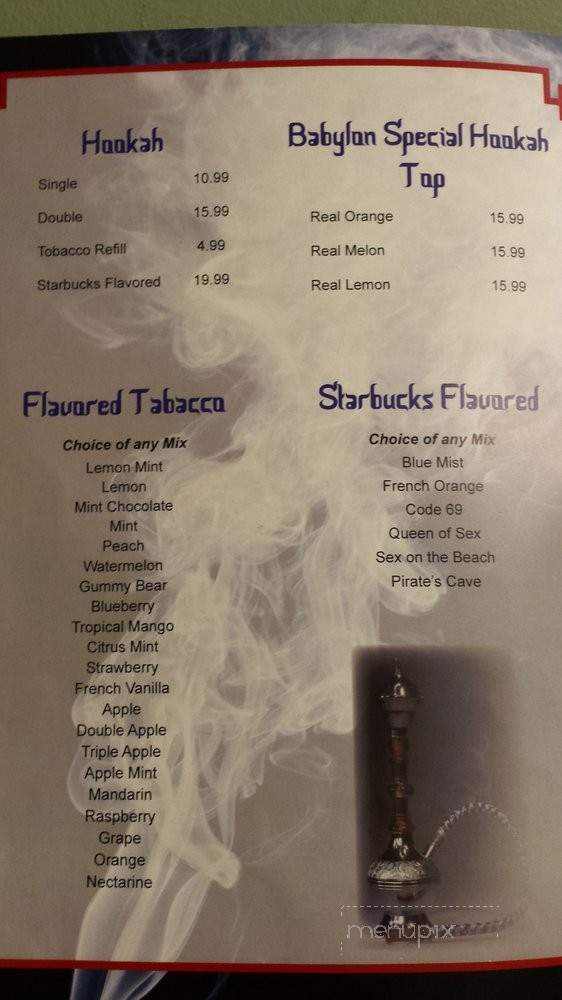 Hookah
Single 10.99
Double 15.99
Tobacco Refill 4.99
Starbucks Flavored 19.99
Babylon Special Hookah
Top
Real Orange 15.99
Real Melon 15.99
Real Lemon 15.99
Flavored Tabacco
Choice of any Mix
Lemon Mint
Lemon
Mint Chocolate
Mint
Peach
Watermelon
Gummy Bear
Blueberry
Tropical Mango
Citrus Mint
Strawberry
French Vanilla
Apple
Double Apple
Triple Apple
Apple Mint
Mandarin
Raspberry
Grape
Orange
Nectarine
Starbucks Flavored
Choice of any Mix
Blue Mist
French Orange
Code 69
Queen of Sex
Sex on the Beach
Pirate's Cave
menupix